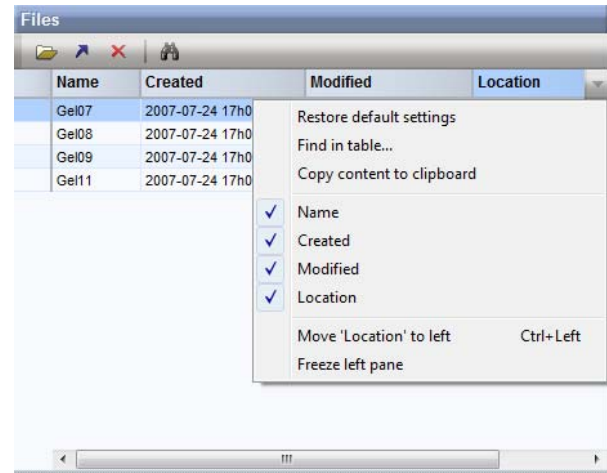 Files
Name Created Modified Location
Gel07 2007-07-24 17h0
Gel08 2007-07-24 17h0
Gel09 2007-07-24 17h0
Gel11 2007-07-24 17h0
Restore default settings
Find in table...
Copy content to clipboard
Name
Created
Modified
Location
Move 'Location' to left Ctrl+Left
Freeze left pane